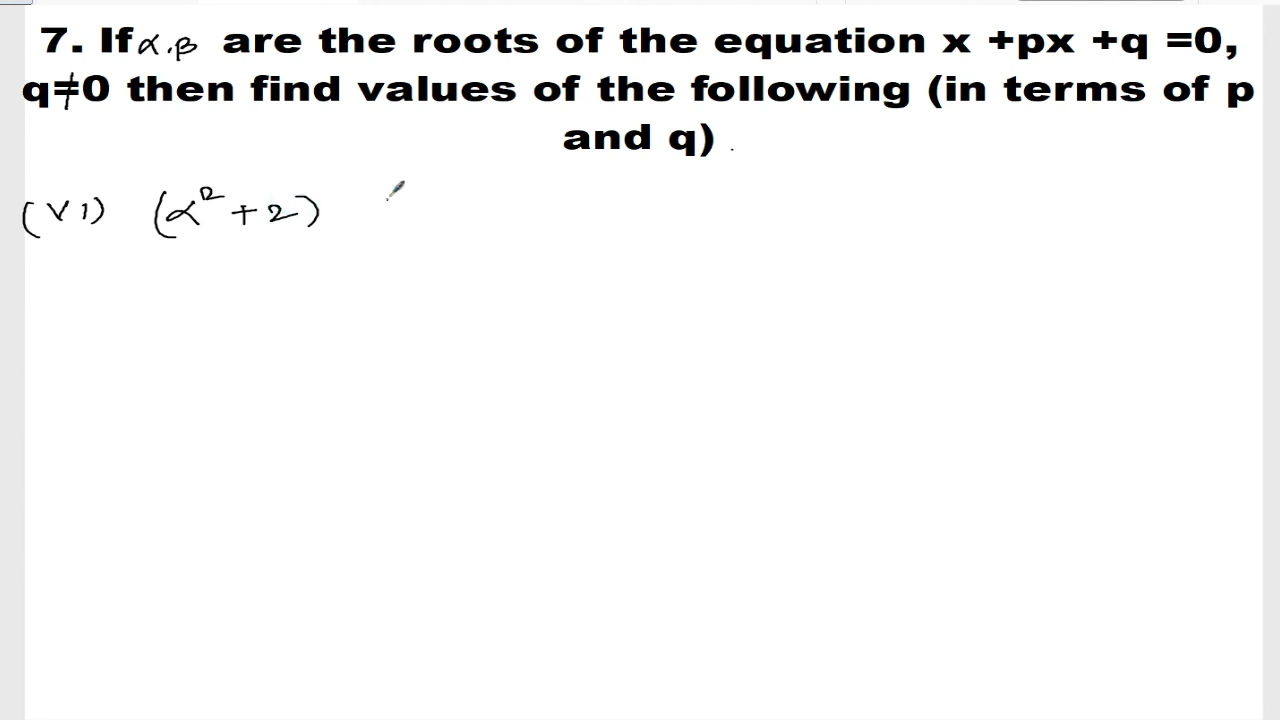 7. If α.β are the roots of the equation x +px +q =0,
q≠0 then find values of the following (in terms of p
and q) .
(VI) (α² + 2)